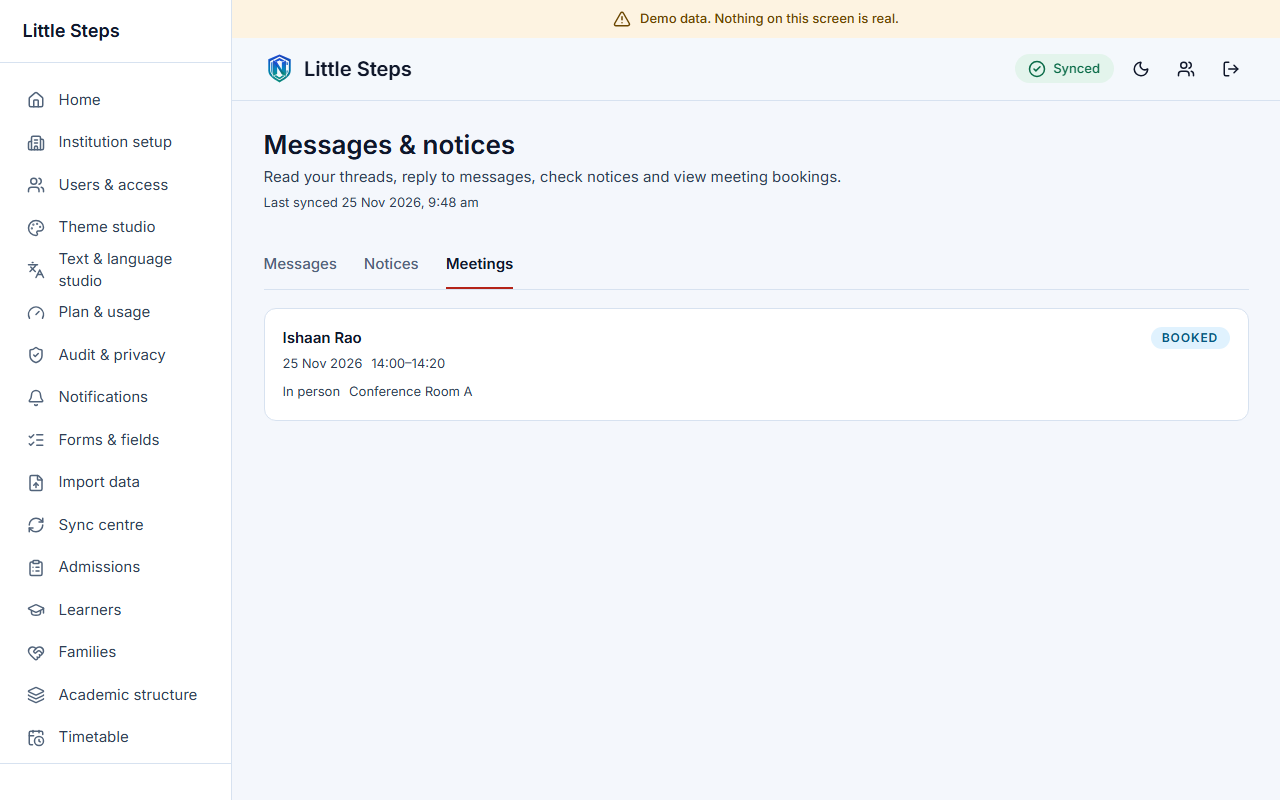 Little Steps
Home
Institution setup
Users & access
Theme studio
Text & language
studio
Plan & usage
Audit & privacy
Notifications
Forms & fields
Import data
Sync centre
Admissions
Learners
Families
Academic structure
Timetable
Demo data. Nothing on this screen is real.
Little Steps
Synced
Messages & notices
Read your threads, reply to messages, check notices and view meeting bookings.
Last synced 25 Nov 2026, 9:48 am
Messages Notices Meetings
Ishaan Rao BOOKED
25 Nov 2026 14:00–14:20
In person Conference Room A